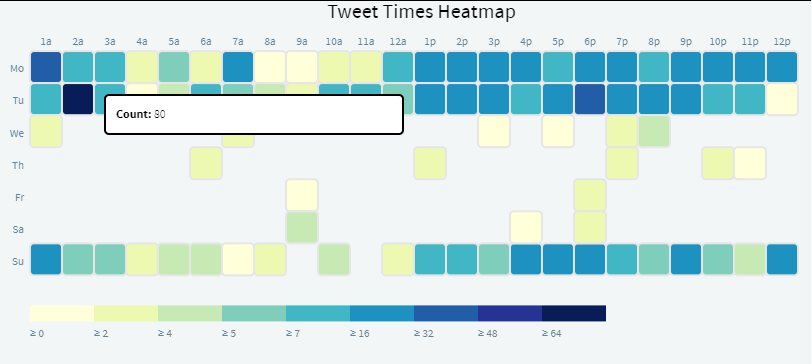 Tweet Times Heatmap
1a 2a 3a 4a 5a 6a 7a 8a 9a 10a 11a 12a 1p 2p 3p 4p 5p 6p 7p 8p 9p 10p 11p 12p
Mo
Tu
Count: 80
We
Th
Fr
Sa
Su
≥ 0 ≥ 2 ≥ 4 ≥ 5 ≥ 7 ≥ 16 ≥ 32 ≥ 48 ≥ 64